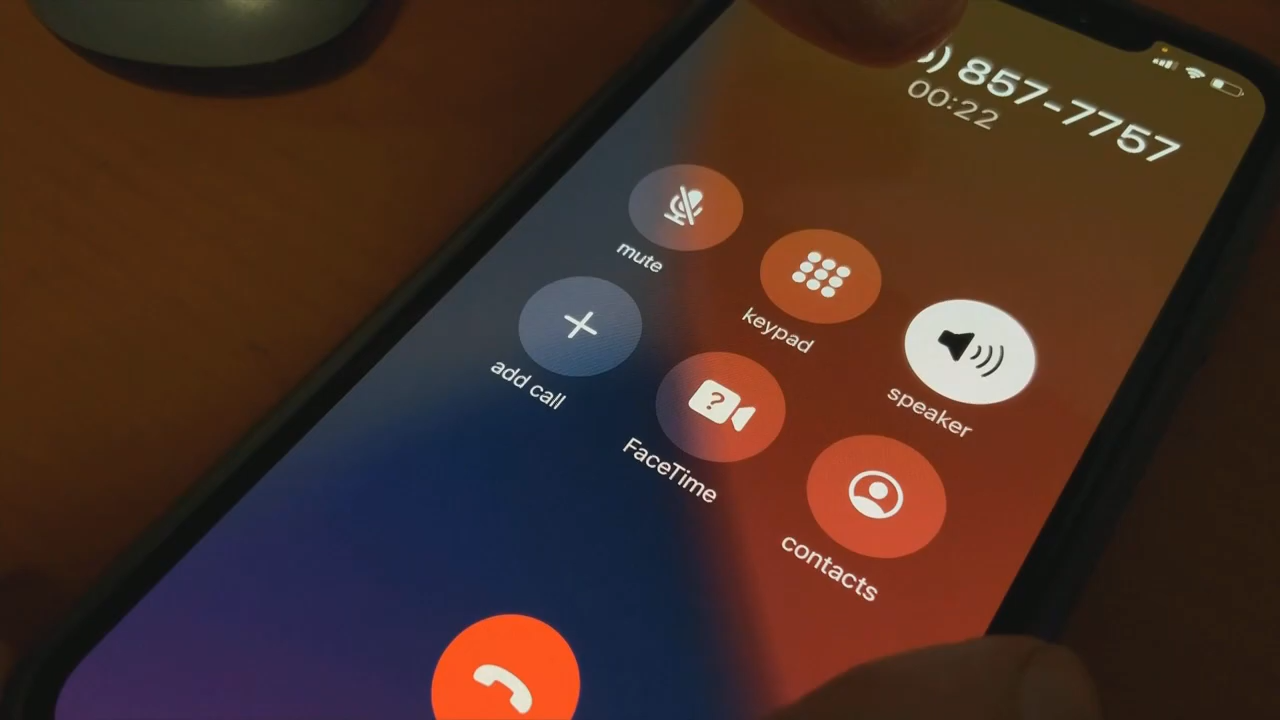 ) 857-7757
00:22
mute
keypad
speaker
add call
FaceTime
contacts